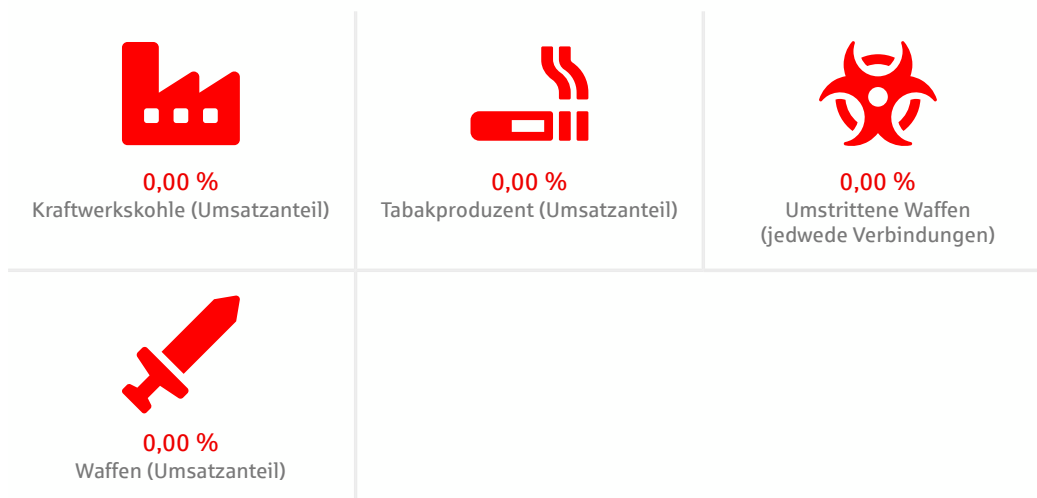 0,00 %
Kraftwerkskohle (Umsatzanteil)
0,00 %
Tabakproduzent (Umsatzanteil)
0,00 %
Umstrittene Waffen
(jedwede Verbindungen)
0,00 %
Waffen (Umsatzanteil)